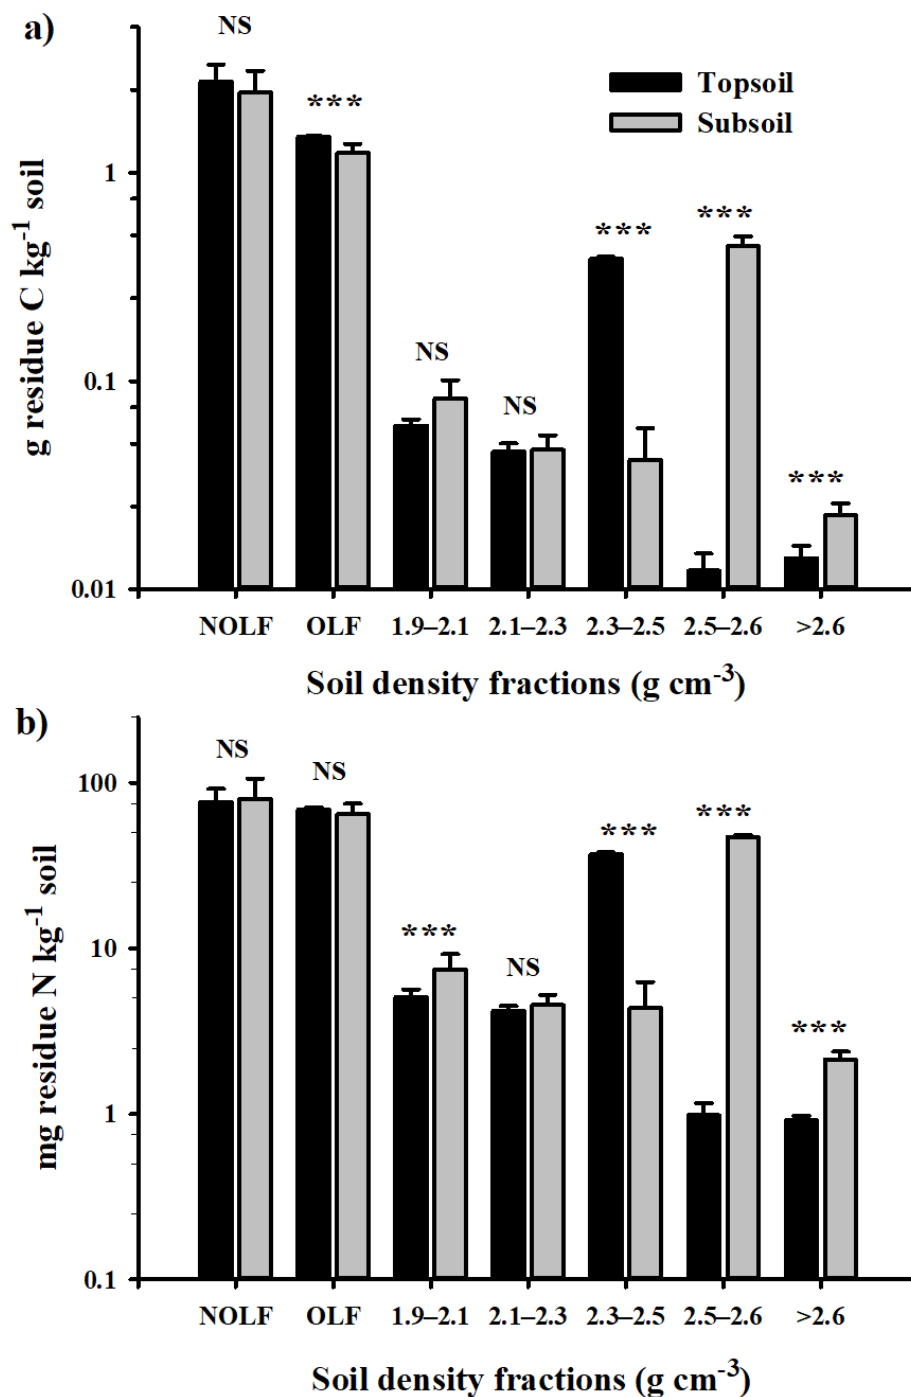 a)
NS
***
Topsoil
Subsoil
1
***
***
NS
0.1
NS
***
0.01
g residue C kg⁻¹ soil
NOLF OLF 1.9–2.1 2.1–2.3 2.3–2.5 2.5–2.6 >2.6
Soil density fractions (g cm⁻³)
b)
NS
NS
100
***
***
***
NS
10
***
1
0.1
mg residue N kg⁻¹ soil
NOLF OLF 1.9–2.1 2.1–2.3 2.3–2.5 2.5–2.6 >2.6
Soil density fractions (g cm⁻³)